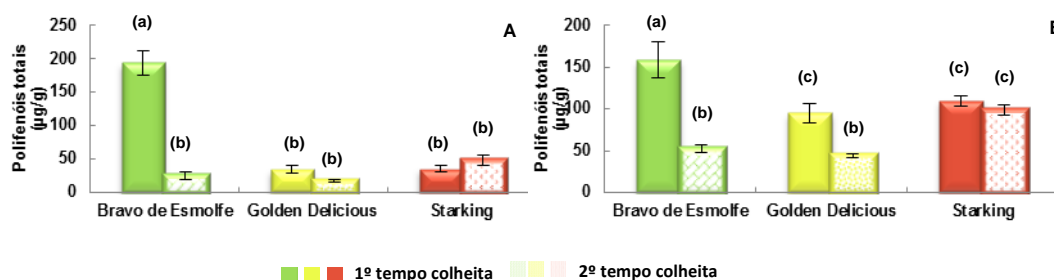 Polifenóis totais
(µg/g)
250
200
150
100
50
0
(a)
(b)
(b)
(b)
(b)
(b)
A
Bravo de Esmolfe
Golden Delicious
Starking
Polifenóis totais
(µg/g)
200
150
100
50
0
(a)
(b)
(c)
(b)
(c)
(c)
Bravo de Esmolfe
Golden Delicious
Starking
1º tempo colheita
2º tempo colheita